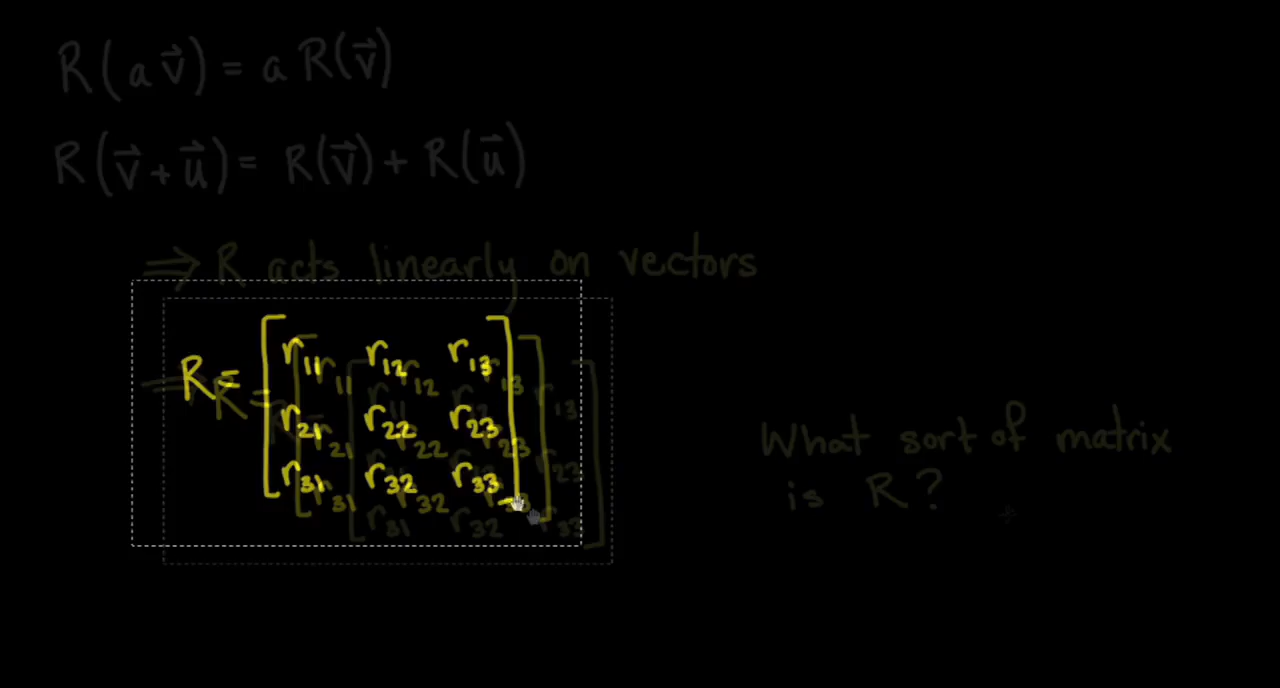 R(a v⃗) = a R(v⃗)
R(v⃗ + u⃗) = R(v⃗) + R(u⃗)
⇒ R acts linearly on vectors
⇒ R = [r₁₁ r₁₂ r₁₃
r₂₁ r₂₂ r₂₃
r₃₁ r₃₂ r₃₃]
What sort of matrix
is R?